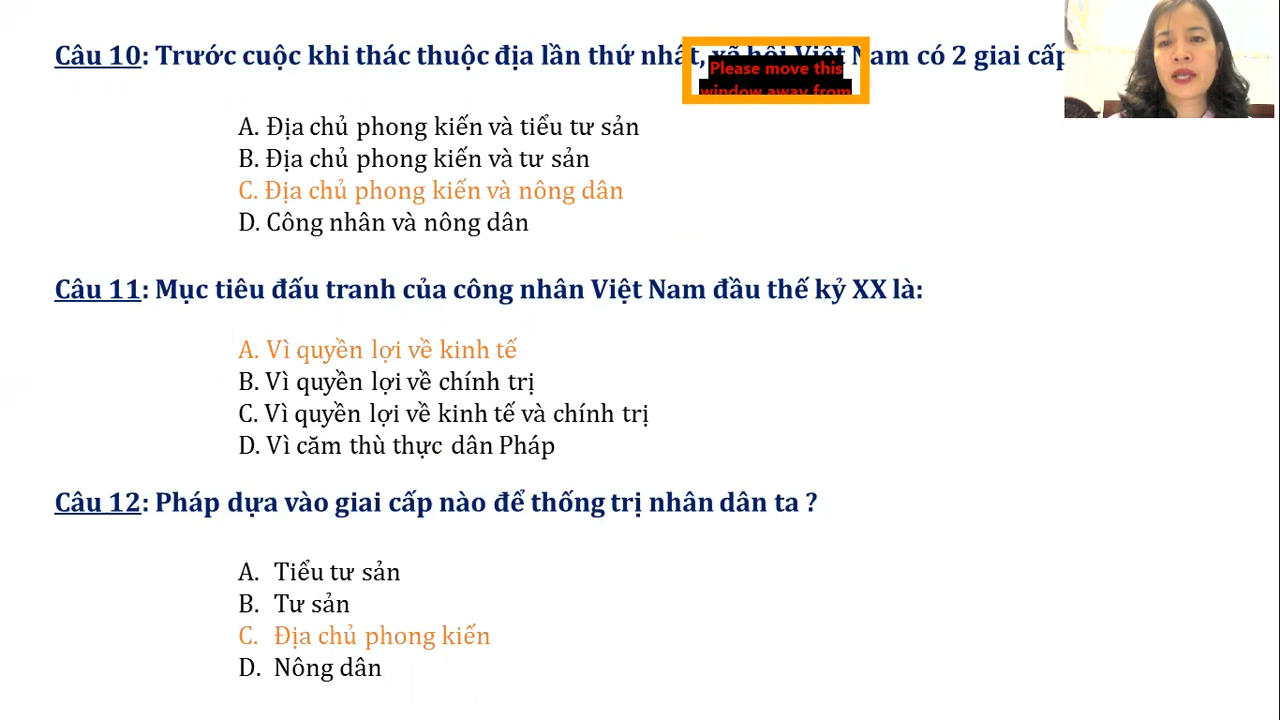 Câu 10: Trước cuộc khi thác thuộc địa lần thứ nhất, xã hội Việt Nam có 2 giai cấp
Please move this
window away from
A. Địa chủ phong kiến và tiểu tư sản
B. Địa chủ phong kiến và tư sản
C. Địa chủ phong kiến và nông dân
D. Công nhân và nông dân
Câu 11: Mục tiêu đấu tranh của công nhân Việt Nam đầu thế kỷ XX là:
A. Vì quyền lợi về kinh tế
B. Vì quyền lợi về chính trị
C. Vì quyền lợi về kinh tế và chính trị
D. Vì căm thù thực dân Pháp
Câu 12: Pháp dựa vào giai cấp nào để thống trị nhân dân ta ?
A. Tiểu tư sản
B. Tư sản
C. Địa chủ phong kiến
D. Nông dân